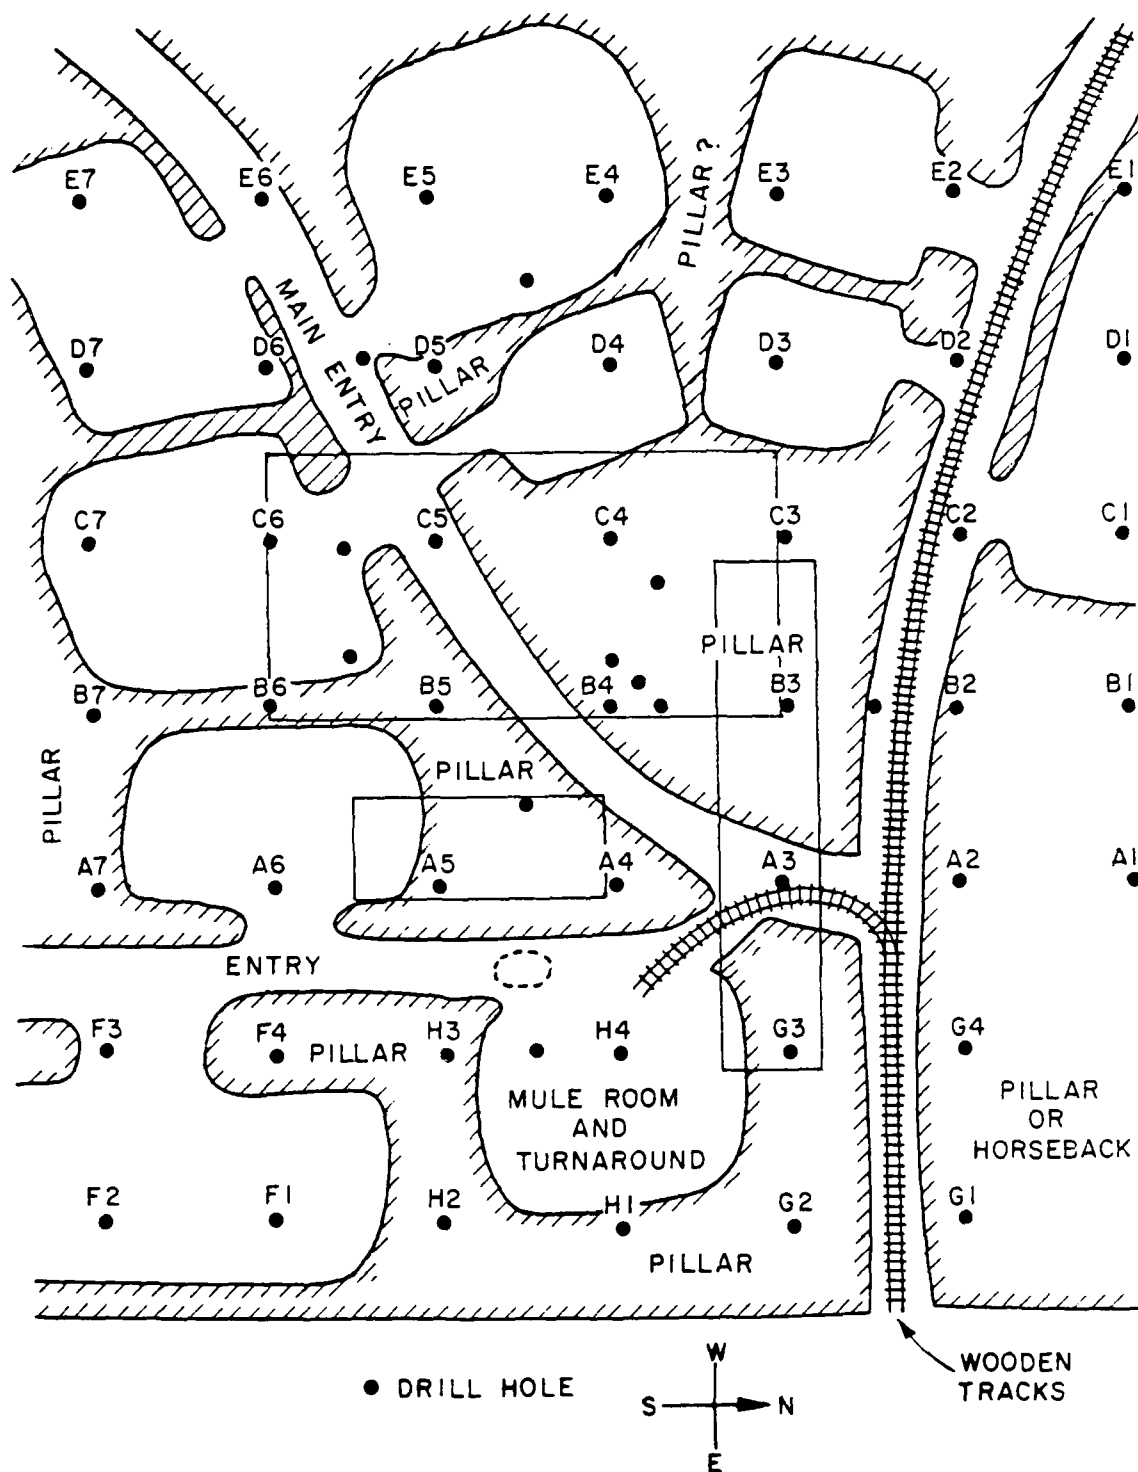 PILLAR?
E7
E6
E5
E4
E3
E2
E1
MAIN ENTRY
D7
D6
D5
D4
D3
D2
D1
PILLAR
C7
C6
C5
C4
C3
C2
C1
PILLAR
B7
B6
B5
B4
B3
B2
B1
PILLAR
PILLAR
A7
A6
A5
A4
A3
A2
A1
ENTRY
F3
F4
PILLAR
H3
H4
G3
G4
MULE ROOM
AND
TURNAROUND
PILLAR
OR
HORSEBACK
F2
F1
H2
H1
G2
G1
PILLAR
WOODEN
TRACKS
DRILL HOLE
W
S
N
E